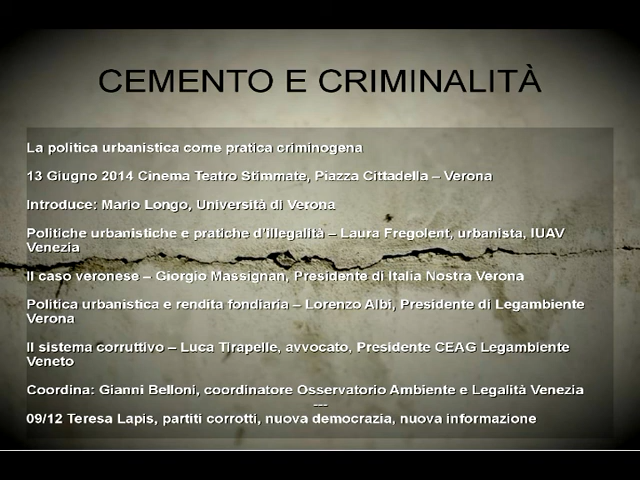 CEMENTO E CRIMINALITÀ
La politica urbanistica come pratica criminogena
13 Giugno 2014 Cinema Teatro Stimmate, Piazza Cittadella – Verona
Introduce: Mario Longo, Università di Verona
Politiche urbanistiche e pratiche d'illegalità – Laura Fregolent, urbanista, IUAV
Venezia
Il caso veronese – Giorgio Massignan, Presidente di Italia Nostra Verona
Politica urbanistica e rendita fondiaria – Lorenzo Albi, Presidente di Legambiente
Verona
Il sistema corruttivo – Luca Tirapelle, avvocato, Presidente CEAG Legambiente
Veneto
Coordina: Gianni Belloni, coordinatore Osservatorio Ambiente e Legalità Venezia
---
09/12 Teresa Lapis, partiti corrotti, nuova democrazia, nuova informazione